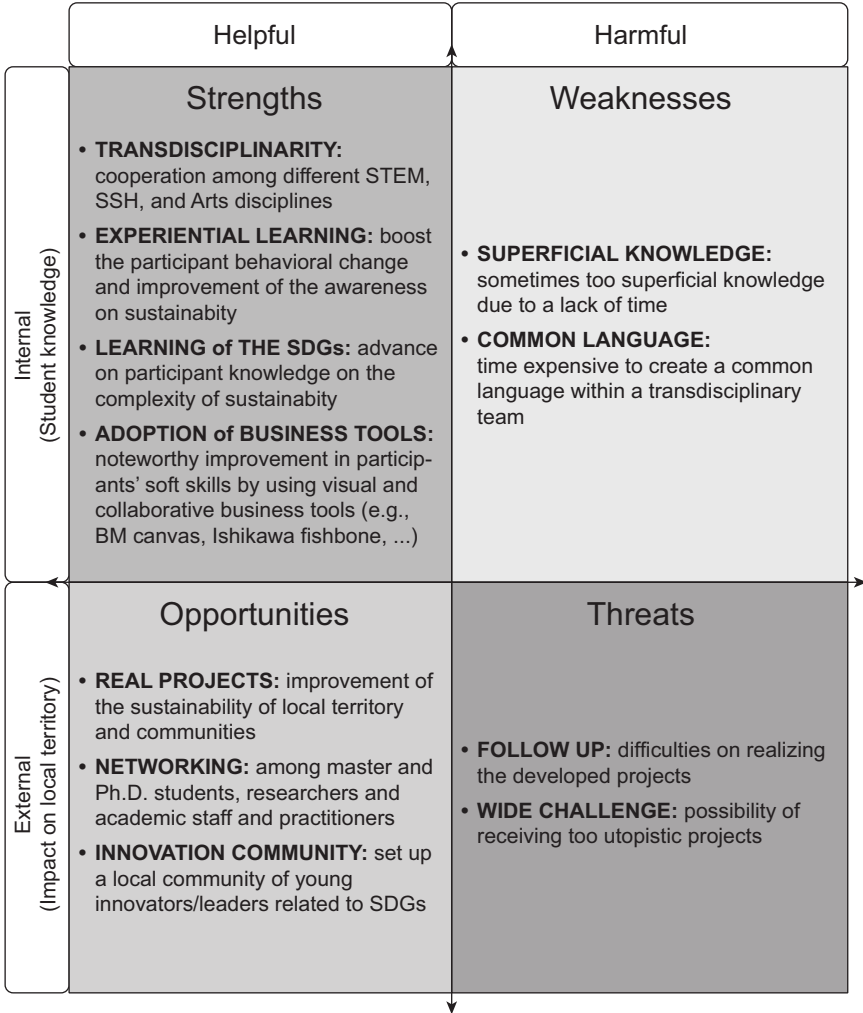 Helpful
Harmful
Internal
(Student knowledge)
Strengths
• TRANSDISCIPLINARITY:
cooperation among different STEM,
SSH, and Arts disciplines
• EXPERIENTIAL LEARNING: boost
the participant behavioral change
and improvement of the awareness
on sustainabity
• LEARNING of THE SDGs: advance
on participant knowledge on the
complexity of sustainabity
• ADOPTION of BUSINESS TOOLS:
noteworthy improvement in particip-
ants’ soft skills by using visual and
collaborative business tools (e.g.,
BM canvas, Ishikawa fishbone, ...)
Weaknesses
• SUPERFICIAL KNOWLEDGE:
sometimes too superficial knowledge
due to a lack of time
• COMMON LANGUAGE:
time expensive to create a common
language within a transdisciplinary
team
External
(Impact on local territory)
Opportunities
• REAL PROJECTS: improvement of
the sustainability of local territory
and communities
• NETWORKING: among master and
Ph.D. students, researchers and
academic staff and practitioners
• INNOVATION COMMUNITY: set up
a local community of young
innovators/leaders related to SDGs
Threats
• FOLLOW UP: difficulties on realizing
the developed projects
• WIDE CHALLENGE: possibility of
receiving too utopistic projects